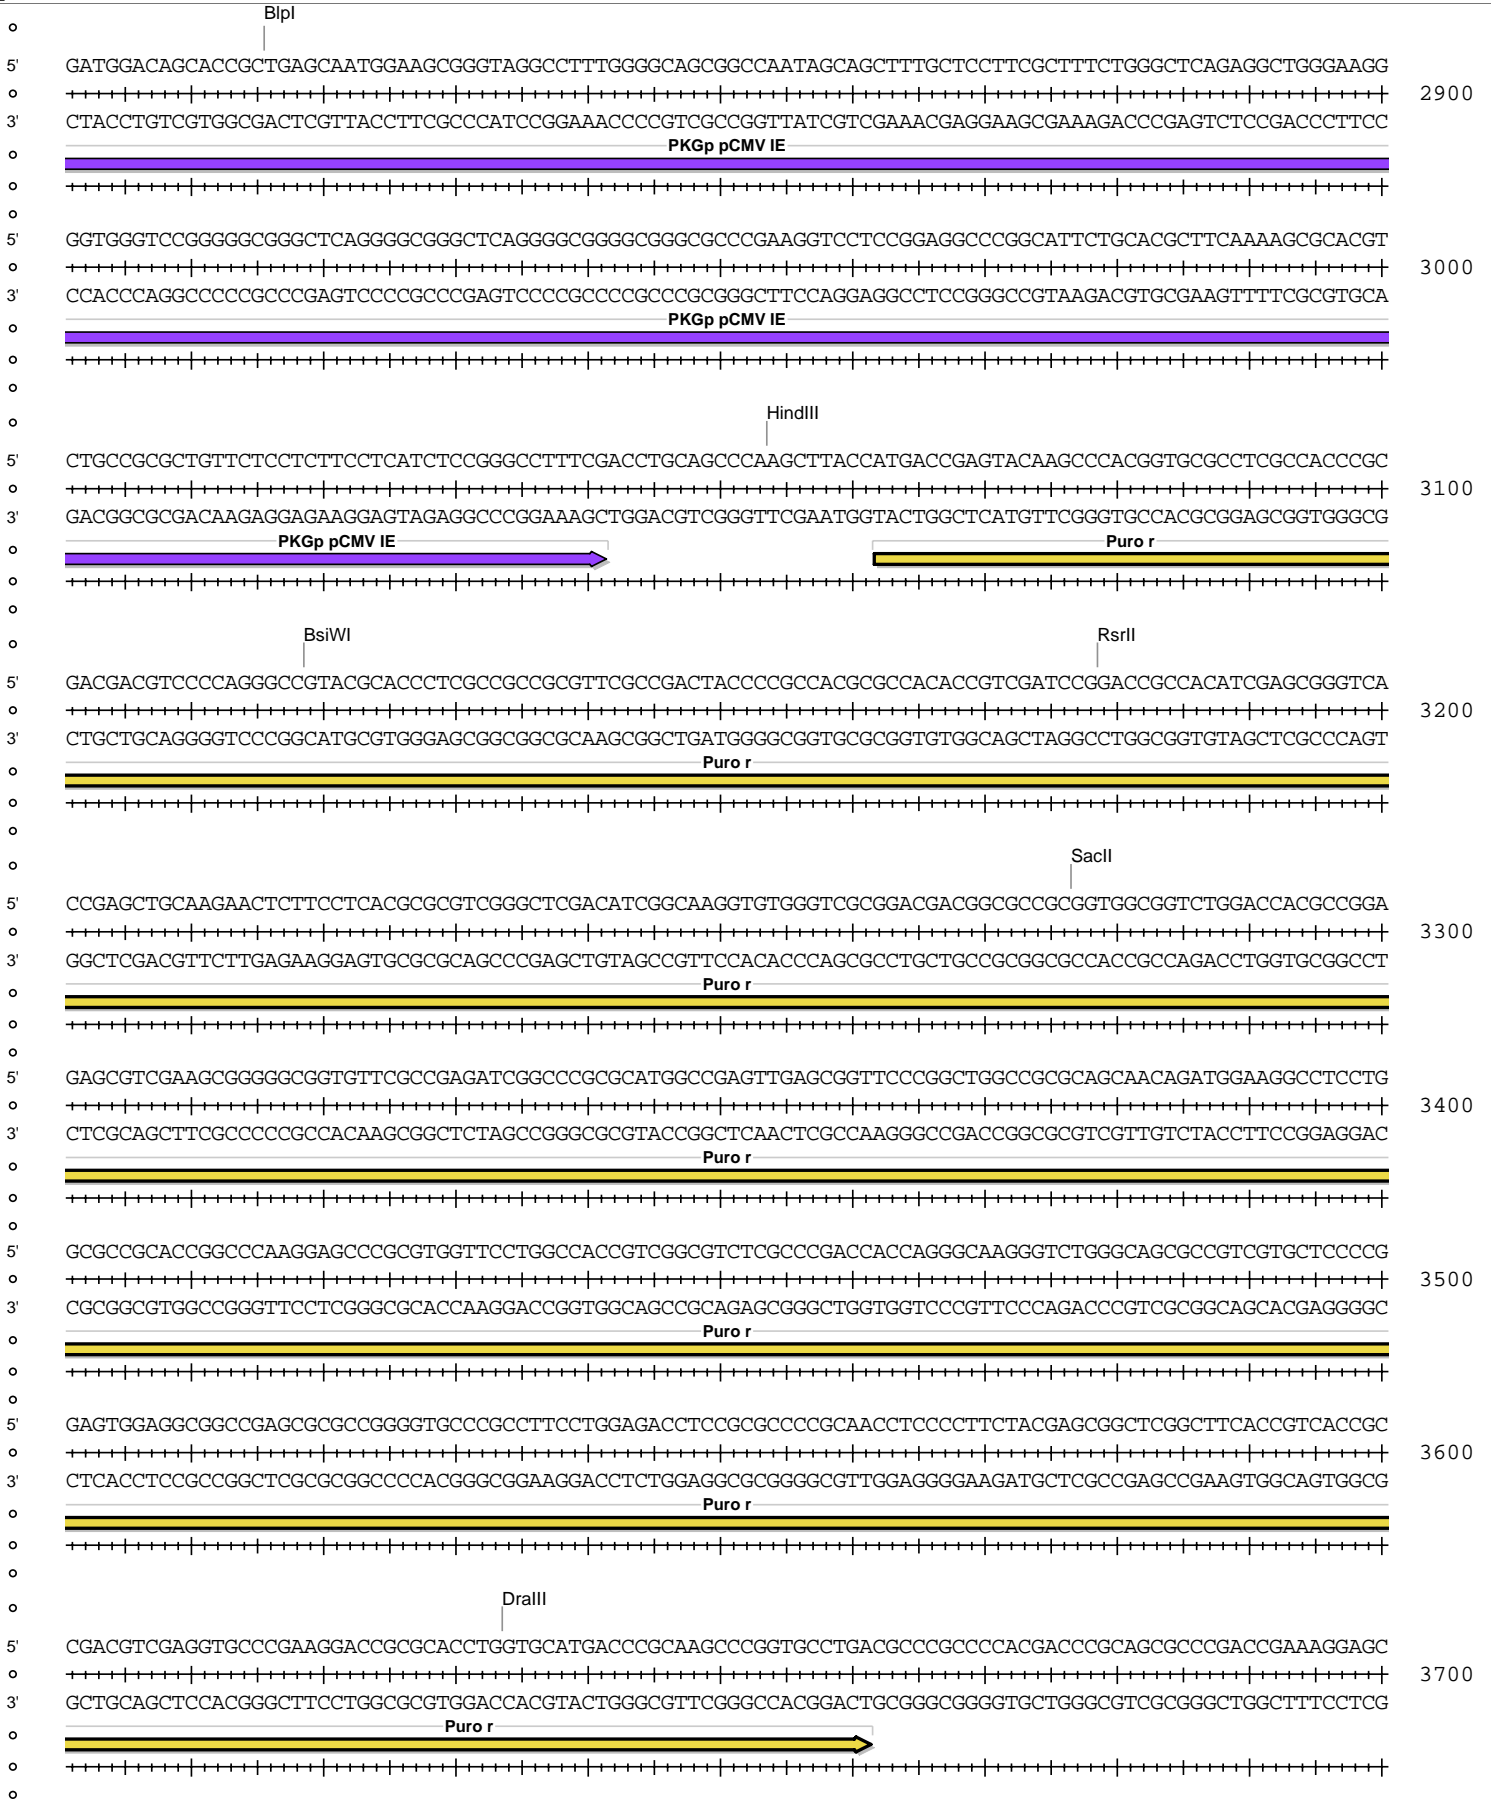 BlpI
5' GATGGACAGCACCGCTGAGCAATGGAAGCGGGTAGGCCTTTGGGGCAGCGGCCAATAGCAGCTTTGCTCCTTCGCTTTCTGGGCTCAGAGGCTGGGAAGG
2900
3' CTACCTGTCGTGGCGACTCGTTACCTTCGCCCATCCGGAAACCCCGTCGCCGGTTATCGTCGAAACGAGGAAGCGAAAGACCCGAGTCTCCGACCCTTCC
PKGp pCMV IE
5' GGTGGGTCCGGGGGCGGGCTCAGGGGCGGGCTCAGGGGCGGGGCGGGCGCCCGAAGGTCCTCCGGAGGCCCGGCATTCTGCACGCTTCAAAAGCGCACGT
3000
3' CCACCCAGGCCCCCGCCCGAGTCCCCGCCCGAGTCCCCGCCCCGCCCGCGGGCTTCCAGGAGGCCTCCGGGCCGTAAGACGTGCGAAGTTTTCGCGTGCA
PKGp pCMV IE
HindIII
5' CTGCCGCGCTGTTCTCCTCTTCCTCATCTCCGGGCCTTTCGACCTGCAGCCCAAGCTTACCATGACCGAGTACAAGCCCACGGTGCGCCTCGCCACCCGC
3100
3' GACGGCGCGACAAGAGGAGAAGGAGTAGAGGCCCGGAAAGCTGGACGTCGGGTTCGAATGGTACTGGCTCATGTTCGGGTGCCACGCGGAGCGGTGGGCG
PKGp pCMV IE Puro r
BsiWI RsrII
5' GACGACGTCCCCAGGGCCGTACGCACCCTCGCCGCCGCGTTCGCCGACTACCCCGCCACGCGCCACACCGTCGATCCGGACCGCCACATCGAGCGGGTCA
3200
3' CTGCTGCAGGGGTCCCGGCATGCGTGGGAGCGGCGGCGCAAGCGGCTGATGGGGCGGTGCGCGGTGTGGCAGCTAGGCCTGGCGGTGTAGCTCGCCCAGT
Puro r
SacII
5' CCGAGCTGCAAGAACTCTTCCTCACGCGCGTCGGGCTCGACATCGGCAAGGTGTGGGTCGCGGACGACGGCGCCGCGGTGGCGGTCTGGACCACGCCGGA
3300
3' GGCTCGACGTTCTTGAGAAGGAGTGCGCGCAGCCCGAGCTGTAGCCGTTCCACACCCAGCGCCTGCTGCCGCGGCGCCACCGCCAGACCTGGTGCGGCCT
Puro r
5' GAGCGTCGAAGCGGGGGCGGTGTTCGCCGAGATCGGCCCGCGCATGGCCGAGTTGAGCGGTTCCCGGCTGGCCGCGCAGCAACAGATGGAAGGCCTCCTG
3400
3' CTCGCAGCTTCGCCCCCGCCACAAGCGGCTCTAGCCGGGCGCGTACCGGCTCAACTCGCCAAGGGCCGACCGGCGCGTCGTTGTCTACCTTCCGGAGGAC
Puro r
5' GCGCCGCACCGGCCCAAGGAGCCCGCGTGGTTCCTGGCCACCGTCGGCGTCTCGCCCGACCACCAGGGCAAGGGTCTGGGCAGCGCCGTCGTGCTCCCCG
3500
3' CGCGGCGTGGCCGGGTTCCTCGGGCGCACCAAGGACCGGTGGCAGCCGCAGAGCGGGCTGGTGGTCCCGTTCCCAGACCCGTCGCGGCAGCACGAGGGGC
Puro r
5' GAGTGGAGGCGGCCGAGCGCGCCGGGGTGCCCGCCTTCCTGGAGACCTCCGCGCCCCGCAACCTCCCCTTCTACGAGCGGCTCGGCTTCACCGTCACCGC
3600
3' CTCACCTCCGCCGGCTCGCGCGGCCCCACGGGCGGAAGGACCTCTGGAGGCGCGGGGCGTTGGAGGGGAAGATGCTCGCCGAGCCGAAGTGGCAGTGGCG
Puro r
DraIII
5' CGACGTCGAGGTGCCCGAAGGACCGCGCACCTGGTGCATGACCCGCAAGCCCGGTGCCTGACGCCCGCCCCACGACCCGCAGCGCCCGACCGAAAGGAGC
3700
3' GCTGCAGCTCCACGGGCTTCCTGGCGCGTGGACCACGTACTGGGCGTTCGGGCCACGGACTGCGGGCGGGGTGCTGGGCGTCGCGGGCTGGCTTTCCTCG
Puro r